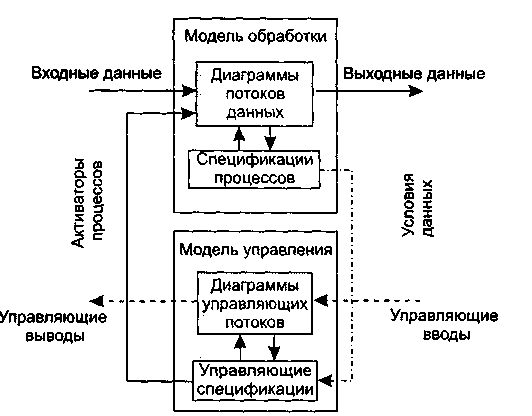 Модель обработки
Входные данные
Диаграммы
потоков
данных
Выходные данные
Спецификации
процессов
Активаторы
процессов
Условия
данных
Модель управления
Диаграммы
управляющих
потоков
Управляющие
выводы
Управляющие
вводы
Управляющие
спецификации